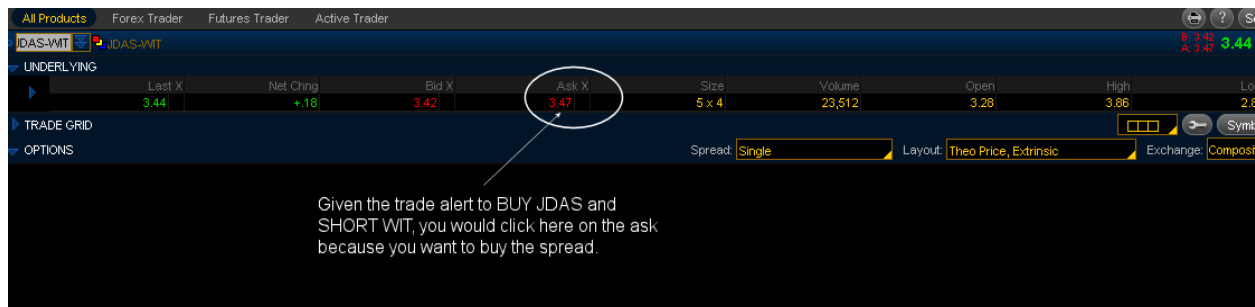 All Products Forex Trader Futures Trader Active Trader
JDAS-WIT JDAS-WIT B: 3.42 A: 3.47 3.44
UNDERLYING
Last X Net Chng Bid X Ask X Size Volume Open High
3.44 +.18 3.42 3.47 5 x 4 23,512 3.28 3.86
TRADE GRID
OPTIONS Spread: Single Layout: Theo Price, Extrinsic Exchange:
Given the trade alert to BUY JDAS and
SHORT WIT, you would click here on the ask
because you want to buy the spread.